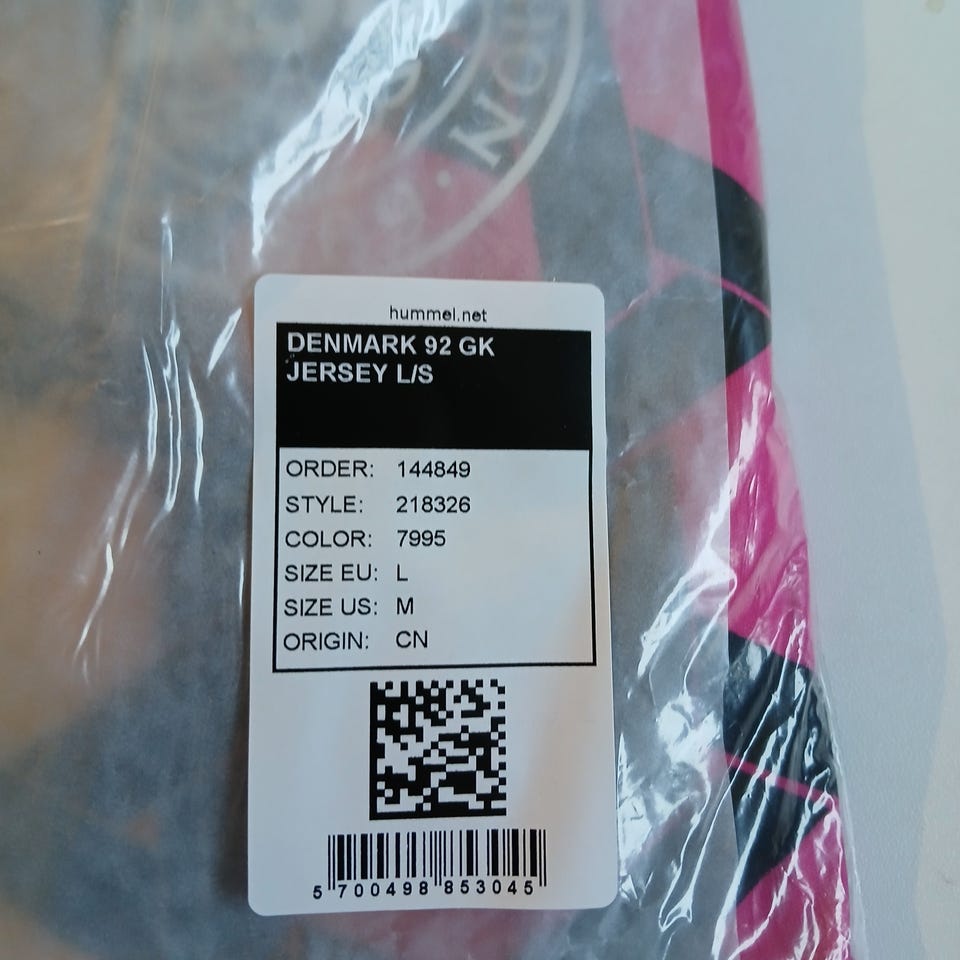 hummel.net
DENMARK 92 GK
JERSEY L/S
ORDER: 144849
STYLE: 218326
COLOR: 7995
SIZE EU: L
SIZE US: M
ORIGIN: CN
5 700498 853045